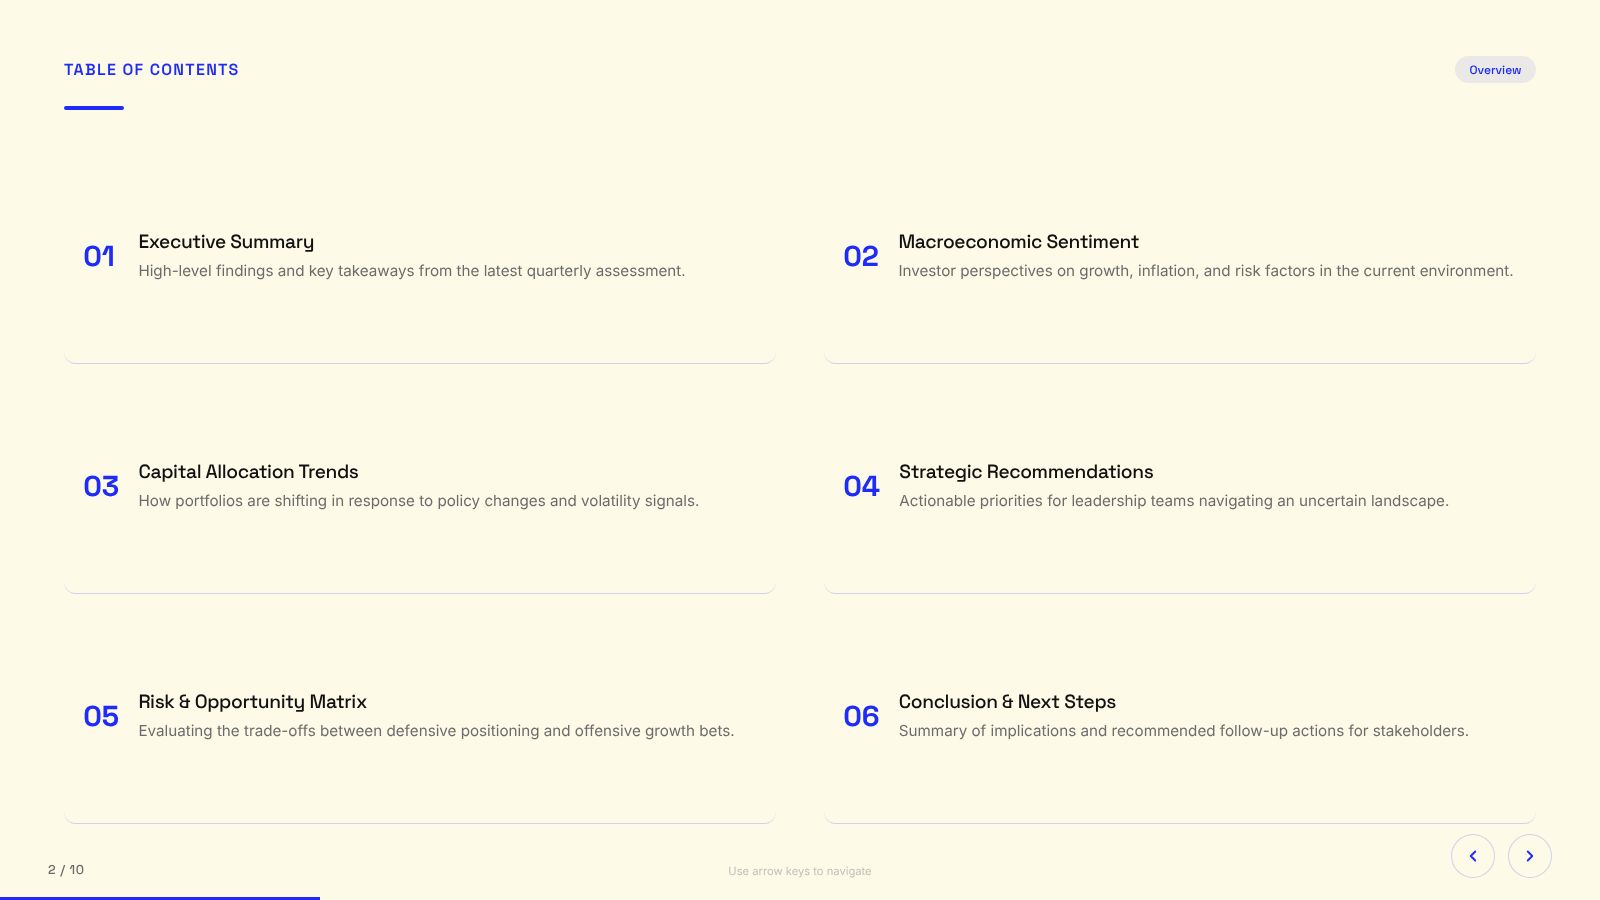 TABLE OF CONTENTS
Overview
01
Executive Summary
High-level findings and key takeaways from the latest quarterly assessment.
02
Macroeconomic Sentiment
Investor perspectives on growth, inflation, and risk factors in the current environment.
03
Capital Allocation Trends
How portfolios are shifting in response to policy changes and volatility signals.
04
Strategic Recommendations
Actionable priorities for leadership teams navigating an uncertain landscape.
05
Risk & Opportunity Matrix
Evaluating the trade-offs between defensive positioning and offensive growth bets.
06
Conclusion & Next Steps
Summary of implications and recommended follow-up actions for stakeholders.
2 / 10
Use arrow keys to navigate